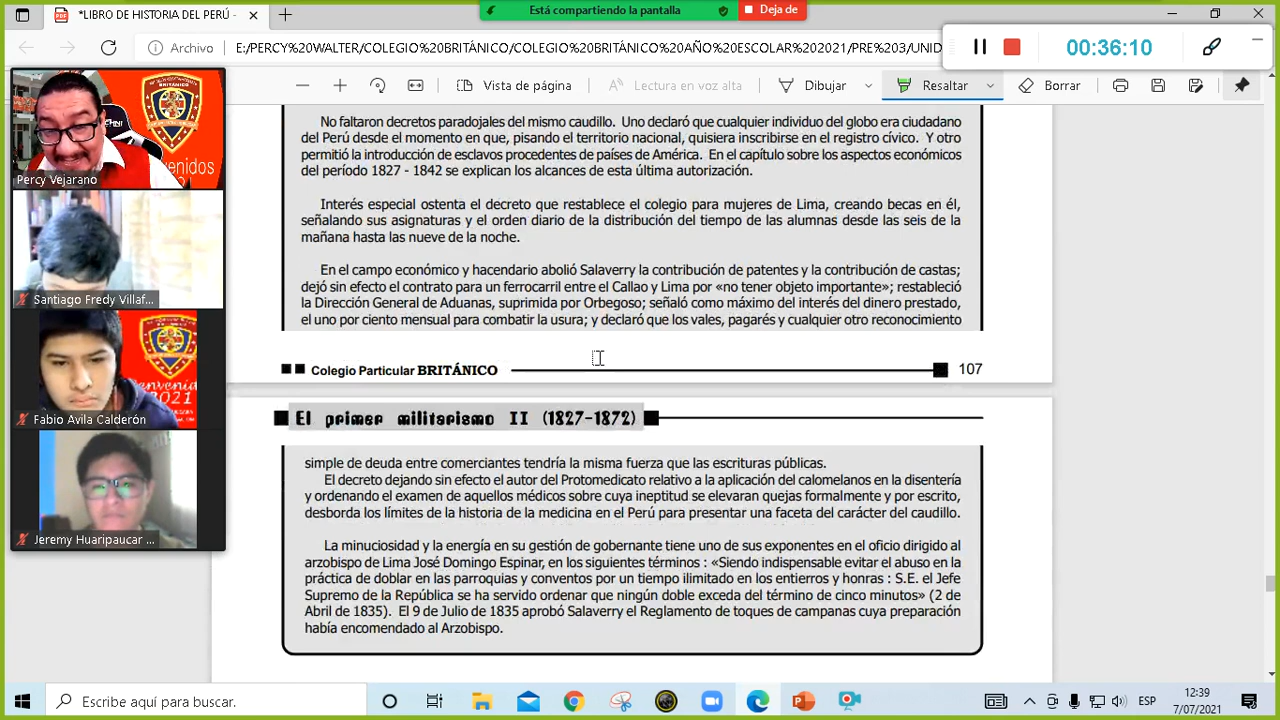 *LIBRO DE HISTORIA DEL PERÚ -
Está compartiendo la pantalla
Deja de
Archivo
E:/PERCY%20WALTER/COLEGIO%20BRITÁNICO/COLEGIO%20BRITÁNICO%20AÑO%20ESCOLAR%202021/PRE%203/UNID
00:36:10
Vista de página
Lectura en voz alta
Dibujar
Resaltar
Borrar
BRITÁNICO
Percy Vejarano
Santiago Fredy Villaf...
Fabio Avila Calderón
Jeremy Huaripaucar ...
No faltaron decretos paradojales del mismo caudillo. Uno declaró que cualquier individuo del género era ciudadano
del Perú desde el momento en que, pisando el territorio nacional, quisiera inscribirse en el registro cívico. Y otro
permitió la introducción de esclavos procedentes de países de América. En el capítulo sobre los aspectos económicos
del período 1827 - 1842 se explican los alcances de esta última autorización.
Interés especial ostenta el decreto que restablece el colegio para mujeres de Lima, creando becas en él,
señalando sus asignaturas y el orden diario de la distribución del tiempo de las alumnas desde las seis de la
mañana hasta las nueve de la noche.
En el campo económico y hacendario abolió Salaverry la contribución de patentes y la contribución de castas;
dejó sin efecto el contrato para un ferrocarril entre el Callao y Lima por «no tener objeto importante»; restableció
la Dirección General de Aduanas, suprimida por Orbegoso; señaló como máximo del interés del dinero prestado,
el uno por ciento mensual para combatir la usura; y declaró que los vales, pagarés y cualquier otro reconocimiento
Colegio Particular BRITÁNICO
107
El primer militarismo II (1827-1872)
simple de deuda entre comerciantes tendría la misma fuerza que las escrituras públicas.
El decreto dejando sin efecto el autor del Protomedicato relativo a la aplicación del calomelanos en la disentería
y ordenando el examen de aquellos médicos sobre cuya ineptitud se elevaran quejas formalmente y por escrito,
desborda los límites de la historia de la medicina en el Perú para presentar una faceta del carácter del caudillo.
La minuciosidad y la energía en su gestión de gobernante tiene uno de sus exponentes en el oficio dirigido al
arzobispo de Lima José Domingo Espinar, en los siguientes términos : «Siendo indispensable evitar el abuso en la
práctica de doblar en las parroquias y conventos por un tiempo ilimitado en los entierros y honras : S.E. el Jefe
Supremo de la República se ha servido ordenar que ningún doble exceda del término de cinco minutos» (2 de
Abril de 1835). El 9 de Julio de 1835 aprobó Salaverry el Reglamento de toques de campanas cuya preparación
había encomendado al Arzobispo.
Escribe aquí para buscar.
ESP
12:39
7/07/2021